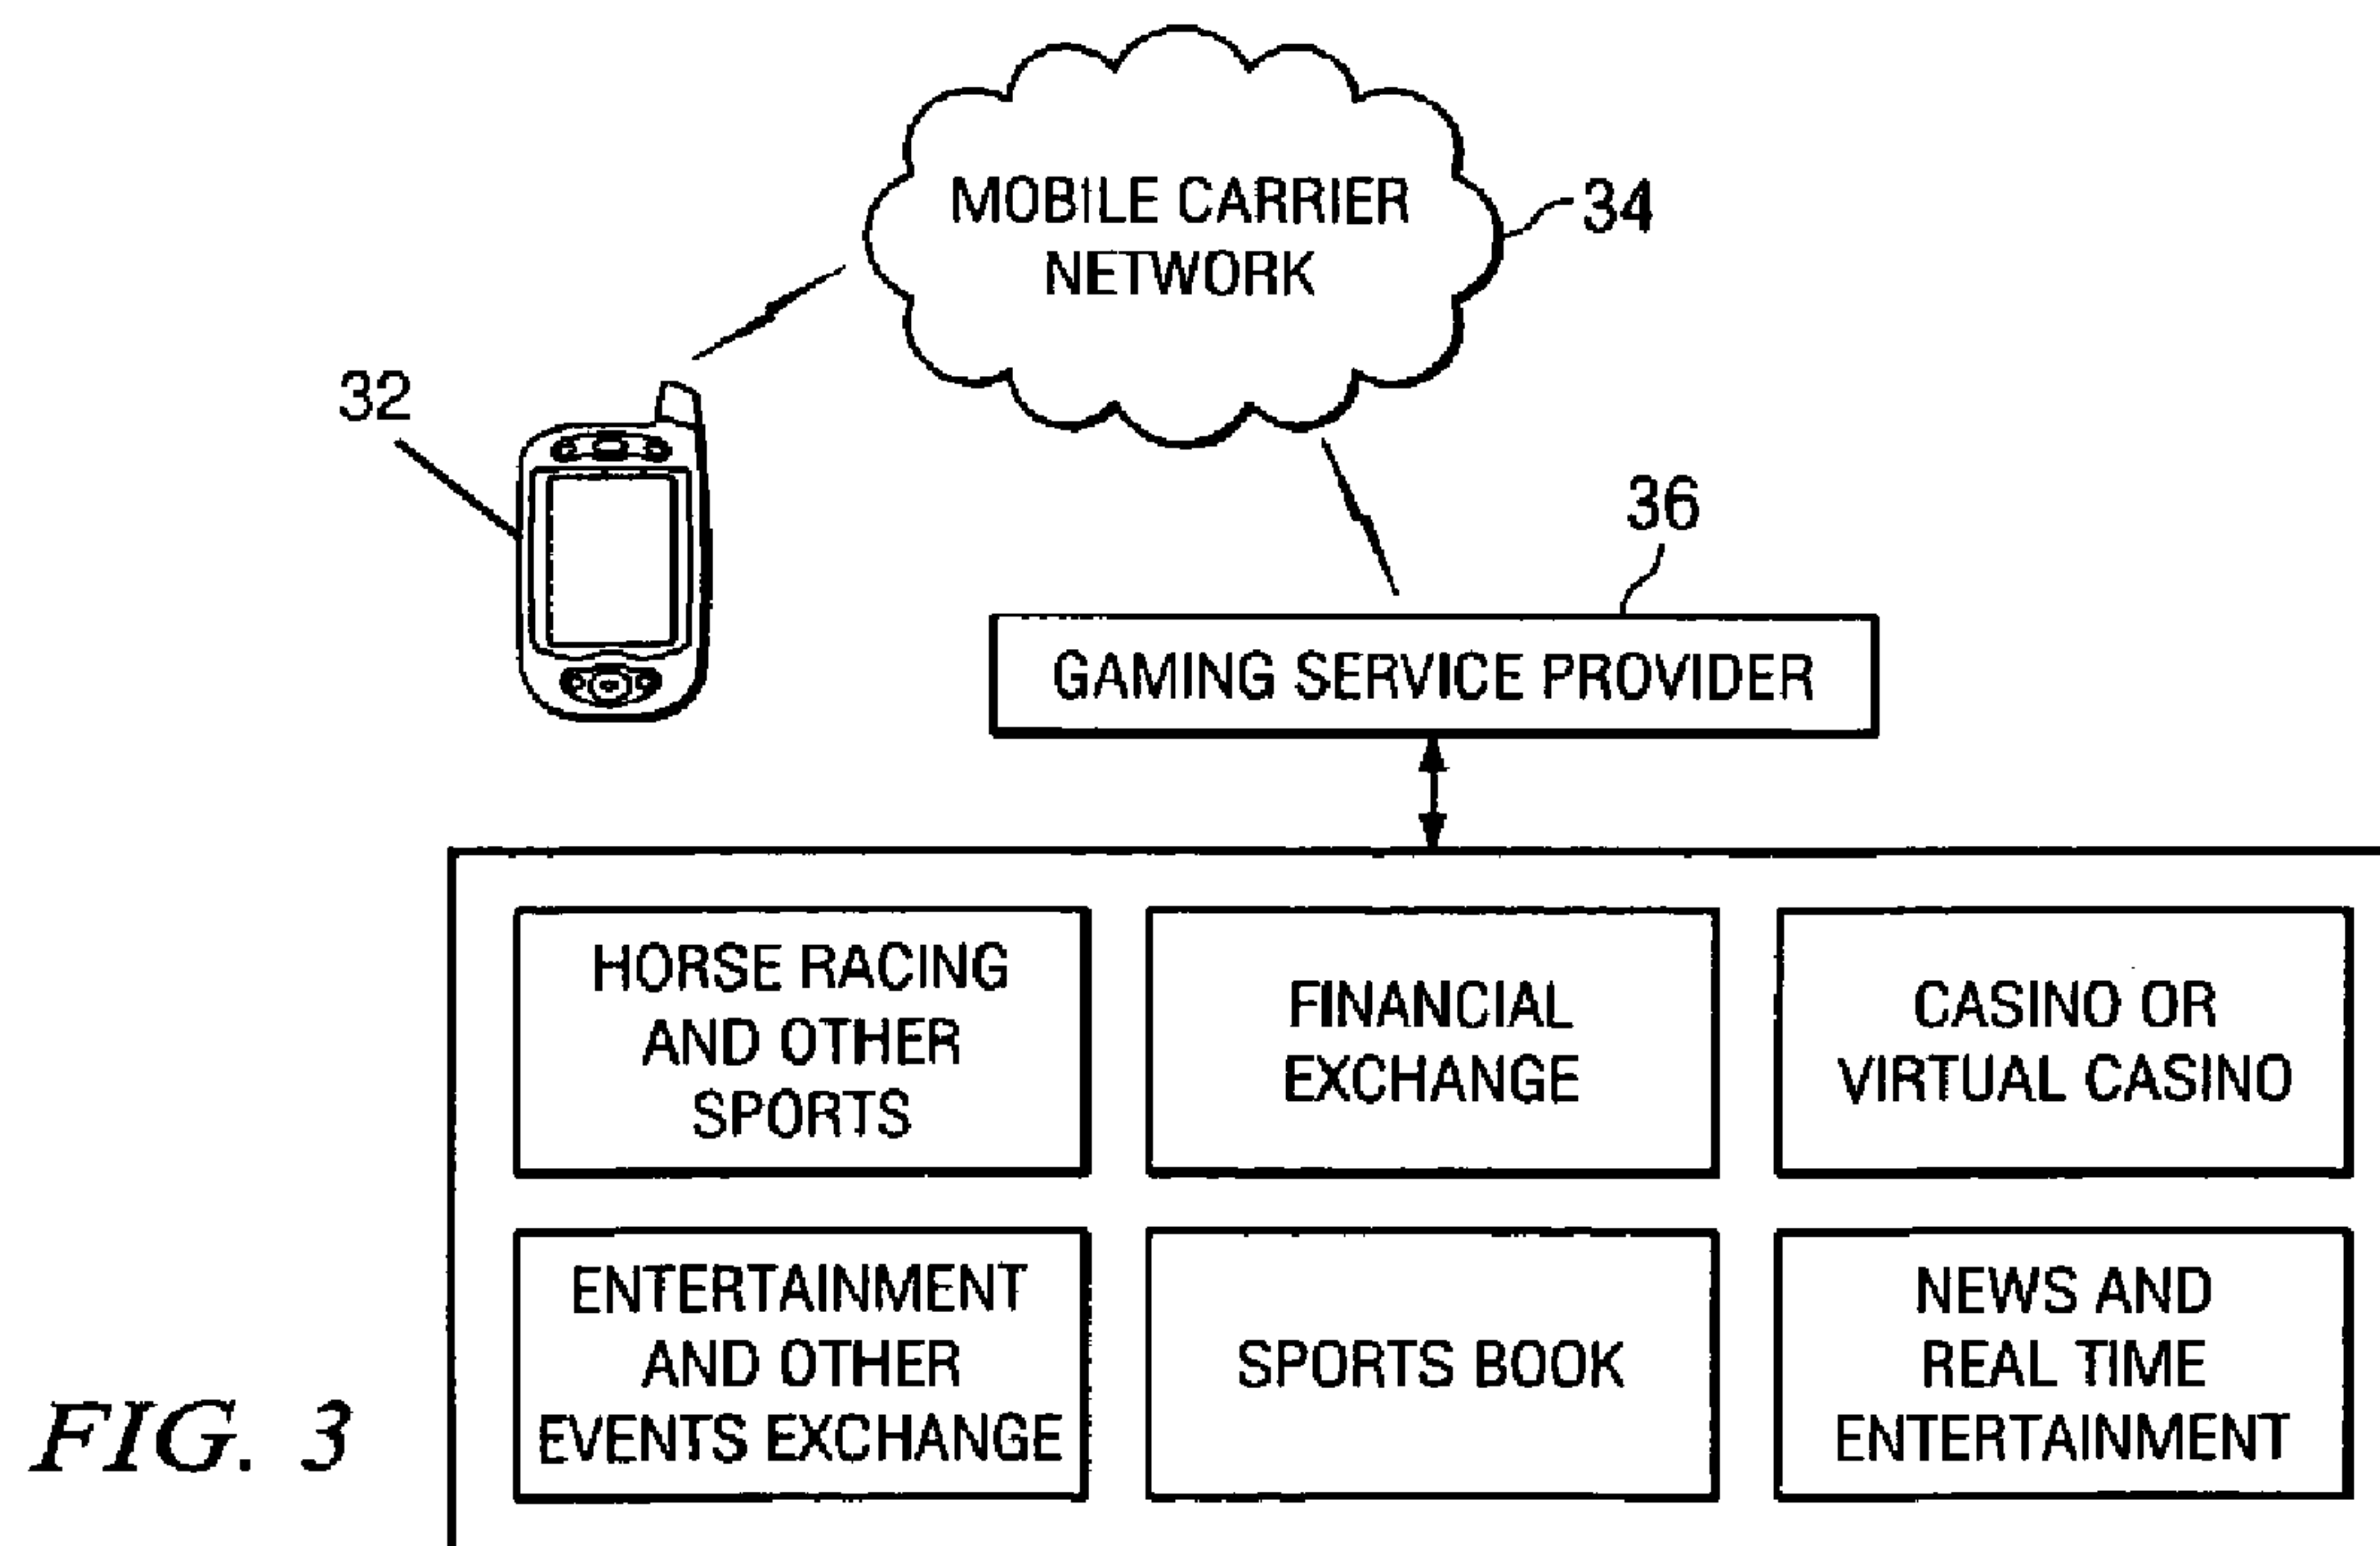 MOBILE CARRIER
NETWORK
34
32
36
GAMING SERVICE PROVIDER
HORSE RACING
AND OTHER
SPORTS
FINANCIAL
EXCHANGE
CASINO OR
VIRTUAL CASINO
ENTERTAINMENT
AND OTHER
EVENTS EXCHANGE
SPORTS BOOK
NEWS AND
REAL TIME
ENTERTAINMENT
FIG. 3